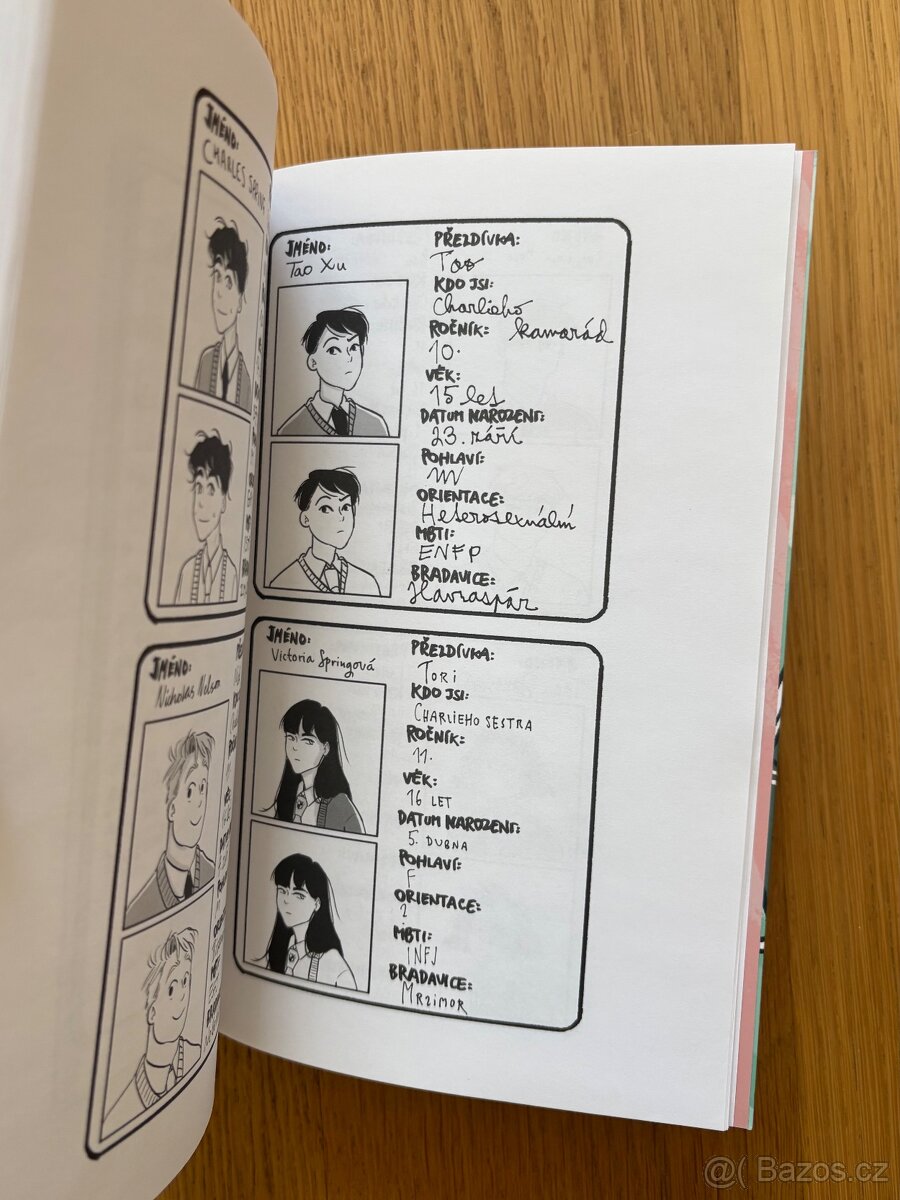 JMÉNO:
CHARLES SPRING
JMÉNO:
Nicholas Nelson
JMÉNO:
Tao Xu
PŘEZDÍVKA:
Tao
KDO JSI:
Charlieho
kamarád
ROČNÍK:
10.
VĚK:
15 let
DATUM NAROZENÍ:
23. září
POHLAVÍ:
M
ORIENTACE:
Heterosexuální
MBTI:
ENFP
BRADAVICE:
Havraspár
JMÉNO:
Victoria Springová
PŘEZDÍVKA:
TORI
KDO JSI:
CHARLIEHO SESTRA
ROČNÍK:
11.
VĚK:
16 LET
DATUM NAROZENÍ:
5. DUBNA
POHLAVÍ:
F
ORIENTACE:
?
MBTI:
INFJ
BRADAVICE:
MRZIMOR
@( Bazos.cz